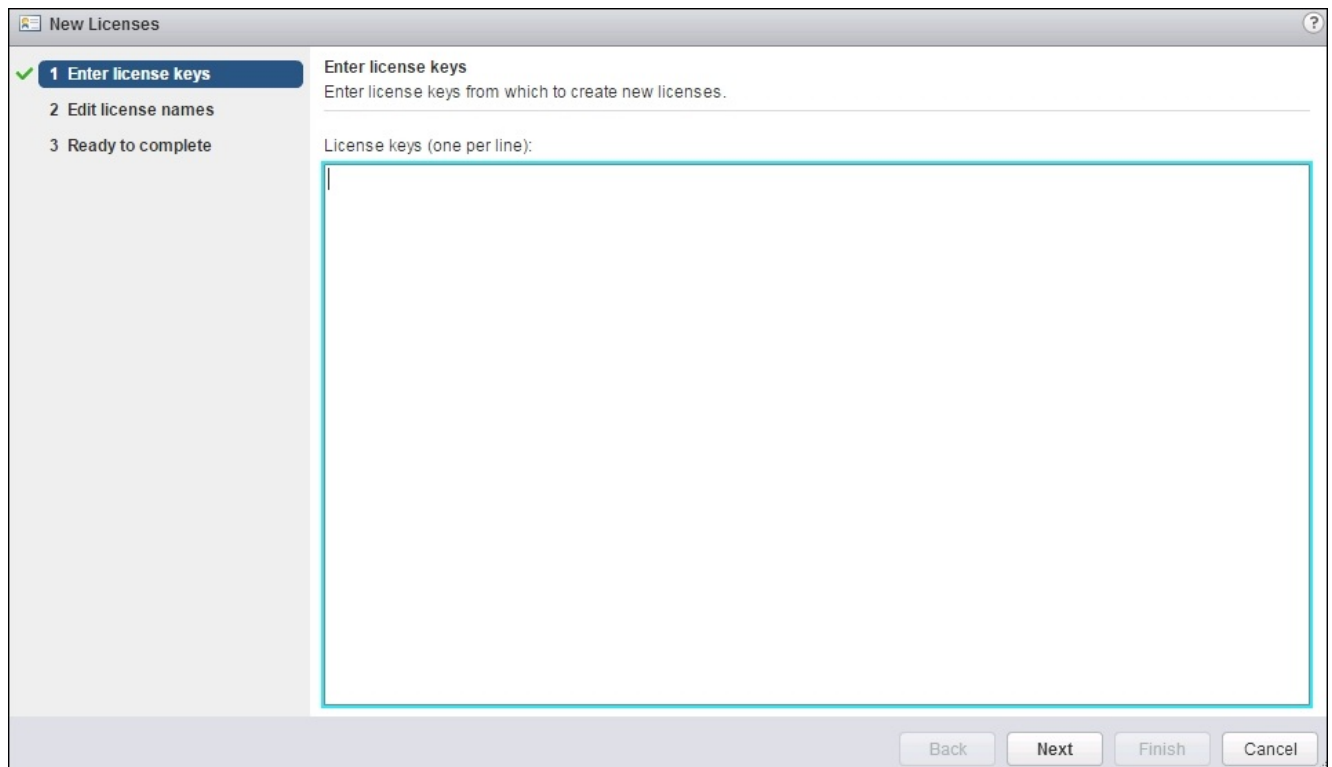 New Licenses
?
1 Enter license keys
2 Edit license names
3 Ready to complete
Enter license keys
Enter license keys from which to create new licenses.
License keys (one per line):
Back Next Finish Cancel